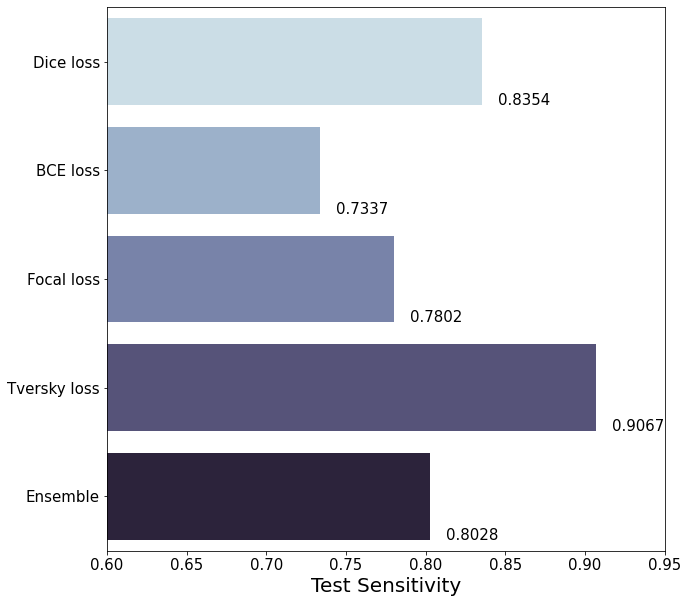 Dice loss
0.8354
BCE loss
0.7337
Focal loss
0.7802
Tversky loss
0.9067
Ensemble
0.8028
0.60 0.65 0.70 0.75 0.80 0.85 0.90 0.95
Test Sensitivity